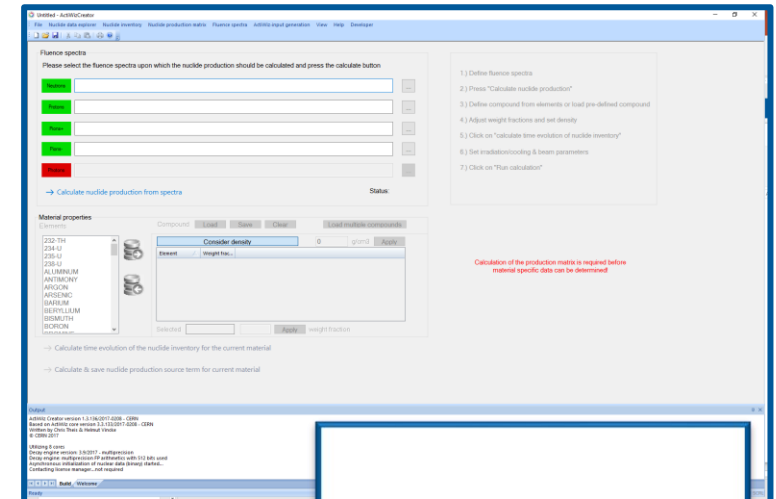 Untitled - ActiWizCreator
File Nuclide data explorer Nuclide inventory Nuclide production matrix Fluence spectra ActiWiz input generation View Help Developer
Fluence spectra
Please select the fluence spectra upon which the nuclide production should be calculated and press the calculate button
Neutrons
...
Protons
...
...
...
...
→ Calculate nuclide production from spectra
Status:
1.) Define fluence spectra
2.) Press "Calculate nuclide production"
3.) Define compound from elements or load pre-defined compound
4.) Adjust weight fractions and set density
5.) Click on "calculate time evolution of nuclide inventory"
6.) Set irradiation/cooling & beam parameters
7.) Click on "Run calculation"
Material properties
Elements
Compound Load Save Clear Load multiple compounds
232-TH
234-U
235-U
238-U
ALUMINUM
ANTIMONY
ARGON
ARSENIC
BARIUM
BERYLLIUM
BISMUTH
BORON
Consider density 0 g/cm3 Apply
Element Weight frac...
Selected Apply weight fraction
Calculation of the production matrix is required before
material specific data can be determined!
→ Calculate time evolution of the nuclide inventory for the current material
→ Calculate & save nuclide production source term for current material
Output
ActiWiz Creator version 1.3.136/2017-0208 - CERN
Based on ActiWiz core version 3.3.133/2017-0208 - CERN
Written by Chris Theis & Helmut Vincke
© CERN 2017
Utilizing 8 cores
Decay engine version: 3.0/2017 - multiprecision
Decay engine: multiprecision FP arithmetics with 512 bits used
Asynchronous initialisation of nuclear data (binary) started...
Contacting license manager...not required
Build Welcome
Ready